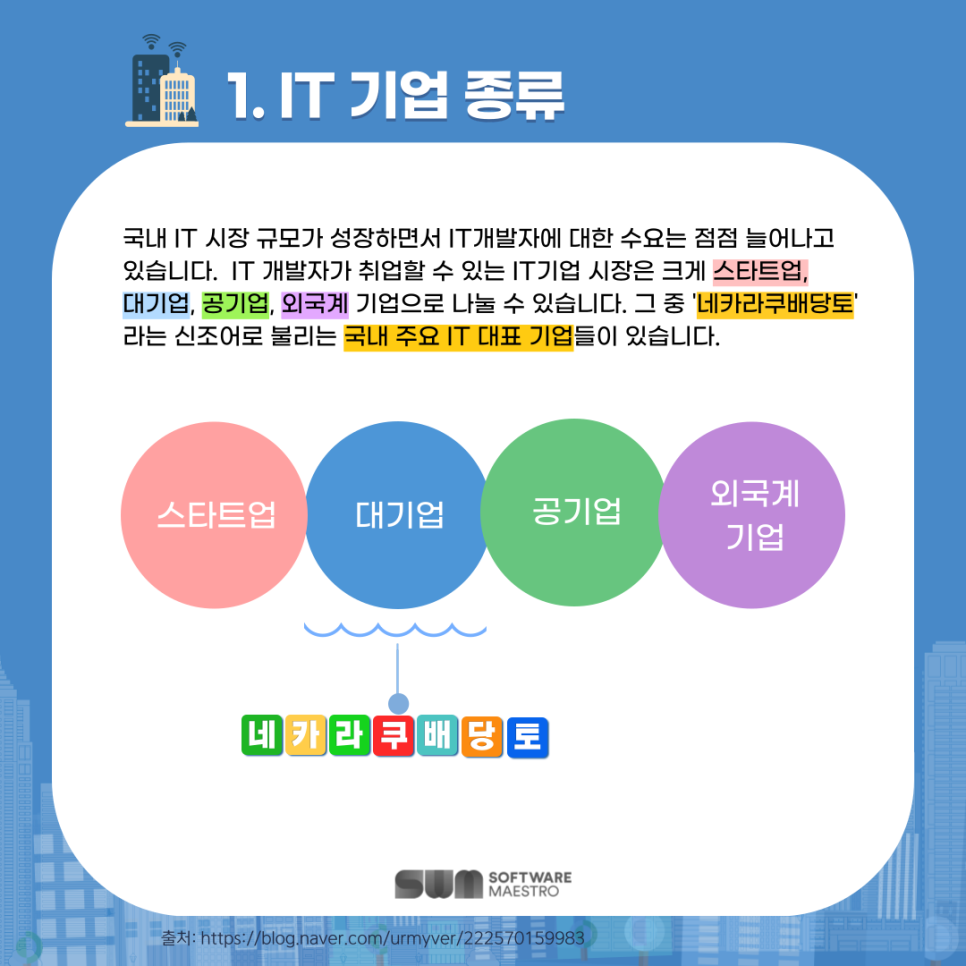 1. IT 기업 종류
국내 IT 시장 규모가 성장하면서 IT개발자에 대한 수요는 점점 늘어나고
있습니다. IT 개발자가 취업할 수 있는 IT기업 시장은 크게 스타트업,
대기업, 공기업, 외국계 기업으로 나눌 수 있습니다. 그 중 '네카라쿠배당토'
라는 신조어로 불리는 국내 주요 IT 대표 기업들이 있습니다.
스타트업
대기업
공기업
외국계
기업
네카라쿠배당토
SWM SOFTWARE
MAESTRO
출처: https://blog.naver.com/urmyver/222570159983